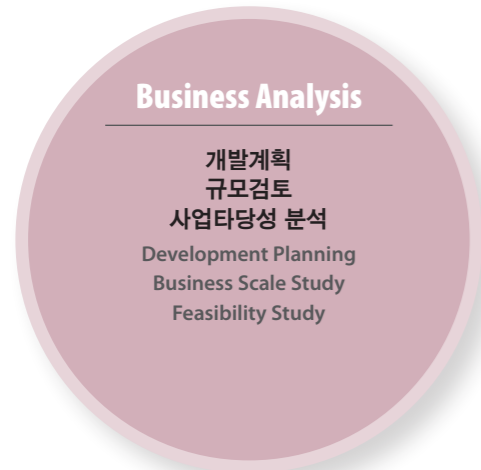 Business Analysis
개발계획
규모검토
사업타당성 분석
Development Planning
Business Scale Study
Feasibility Study